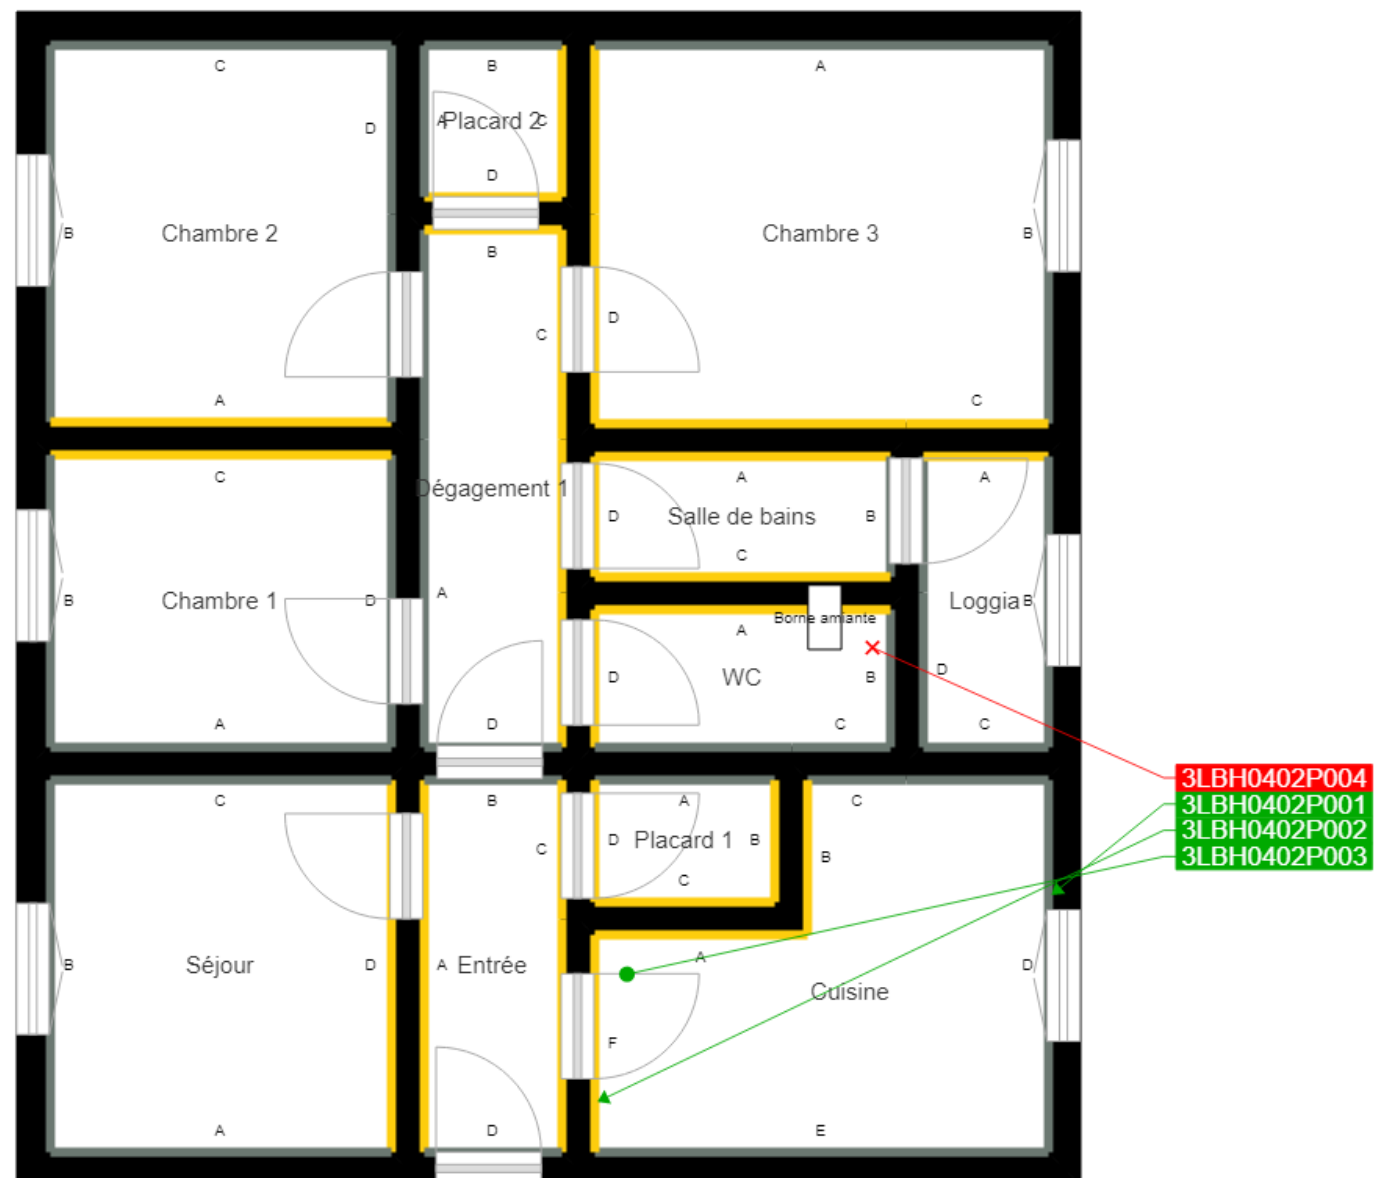 C
B
A
D
A
Placard 2
C
D
Chambre 2
B
A
B
C
Chambre 3
B
D
C
C
Chambre 1
B
D
A
Dégagement 1
A
D
A
Salle de bains
D
B
C
A
Loggia
B
D
C
Borne amiante
A
WC
D
B
C
3LBH0402P004
3LBH0402P001
3LBH0402P002
3LBH0402P003
C
Séjour
B
D
A
B
C
Entrée
A
D
A
Placard 1
D
B
C
C
B
A
Cuisine
D
F
E